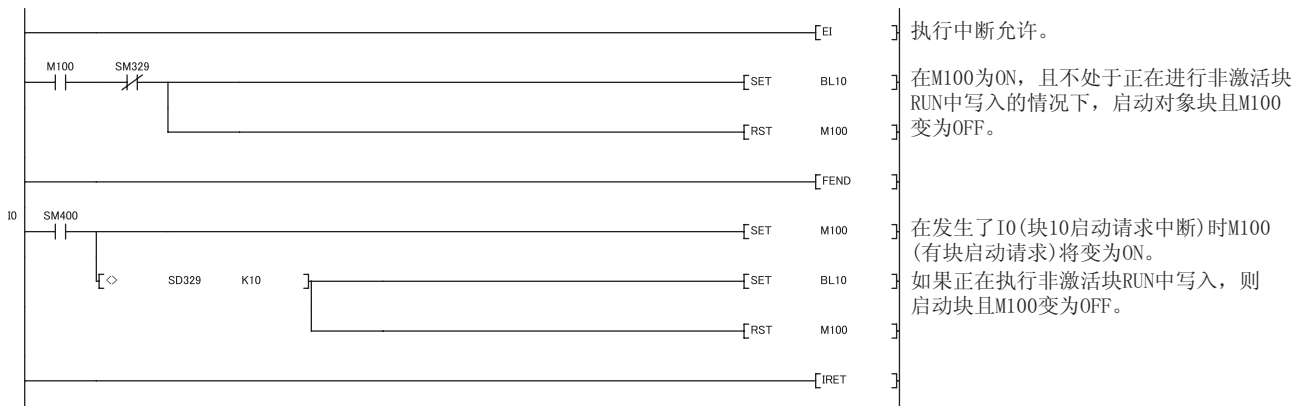 EI
执行中断允许。
M100 SM329
SET BL10
在M100为ON，且不处于正在进行非激活块
RUN中写入的情况下，启动对象块且M100
RST M100
变为OFF。
FEND
I0 SM400
SET M100
在发生了I0(块10启动请求中断)时M100
(有块启动请求)将变为ON。
<> SD329 K10
SET BL10
如果正在执行非激活块RUN中写入，则
启动块且M100变为OFF。
RST M100
IRET